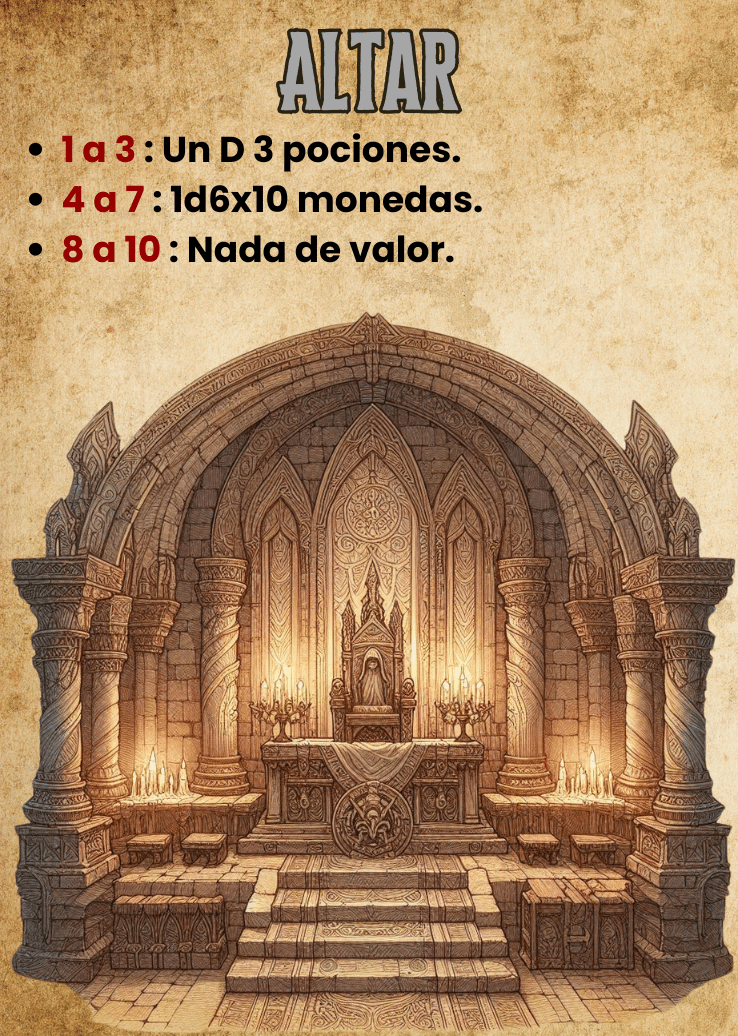 ALTAR
• 1 a 3 : Un D 3 pociones.
• 4 a 7 : 1d6x10 monedas.
• 8 a 10 : Nada de valor.